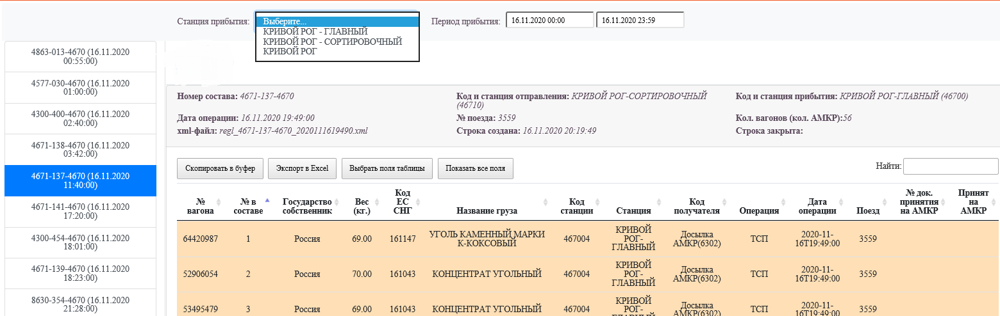 Станция прибытия:
Выберите...
КРИВОЙ РОГ - ГЛАВНЫЙ
КРИВОЙ РОГ - СОРТИРОВОЧНЫЙ
КРИВОЙ РОГ
Период прибытия: 16.11.2020 00:00 16.11.2020 23:59
4863-013-4670 (16.11.2020
00:55:00)
4577-030-4670 (16.11.2020
01:00:00)
4300-400-4670 (16.11.2020
02:40:00)
4671-138-4670 (16.11.2020
03:42:00)
4671-137-4670 (16.11.2020
11:40:00)
4671-141-4670 (16.11.2020
17:20:00)
4300-454-4670 (16.11.2020
18:01:00)
4671-139-4670 (16.11.2020
18:23:00)
8630-354-4670 (16.11.2020
21:28:00)
Номер состава: 4671-137-4670
Код и станция отправления: КРИВОЙ РОГ-СОРТИРОВОЧНЫЙ
(46710)
Код и станция прибытия: КРИВОЙ РОГ-ГЛАВНЫЙ (46700)
Дата операции: 16.11.2020 19:49:00
№ поезда: 3559
Кол. вагонов (кол. АМКР):56
xml-файл: regl_4671-137-4670_2020111619490.xml
Строка создана: 16.11.2020 20:19:49
Строка закрыта:
Скопировать в буфер
Экспорт в Excel
Выбрать поля таблицы
Показать все поля
Найти:
№
вагона
№ в
составе
Государство
собственник
Вес
(кг.)
Код
ЕС
СНГ
Название груза
Код
станции
Станция
Код
получателя
Операция
Дата
операции
Поезд
№ док.
принятия
на АМКР
Принят
на
АМКР
64420987
1
Россия
69.00
161147
УГОЛЬ КАМЕННЫЙ МАРКИ
К-КОКСОВЫЙ
467004
КРИВОЙ
РОГ-
ГЛАВНЫЙ
Досылка
АМКР(6302)
ТСП
2020-11-
16T19:49:00
3559
52906054
2
Россия
70.00
161043
КОНЦЕНТРАТ УГОЛЬНЫЙ
467004
КРИВОЙ
РОГ-
ГЛАВНЫЙ
Досылка
АМКР(6302)
ТСП
2020-11-
16T19:49:00
3559
53495479
3
Россия
69.00
161043
КОНЦЕНТРАТ УГОЛЬНЫЙ
467004
КРИВОЙ
РОГ-
ГЛАВНЫЙ
Досылка
АМКР(6302)
ТСП
2020-11-
16T19:49:00
3559